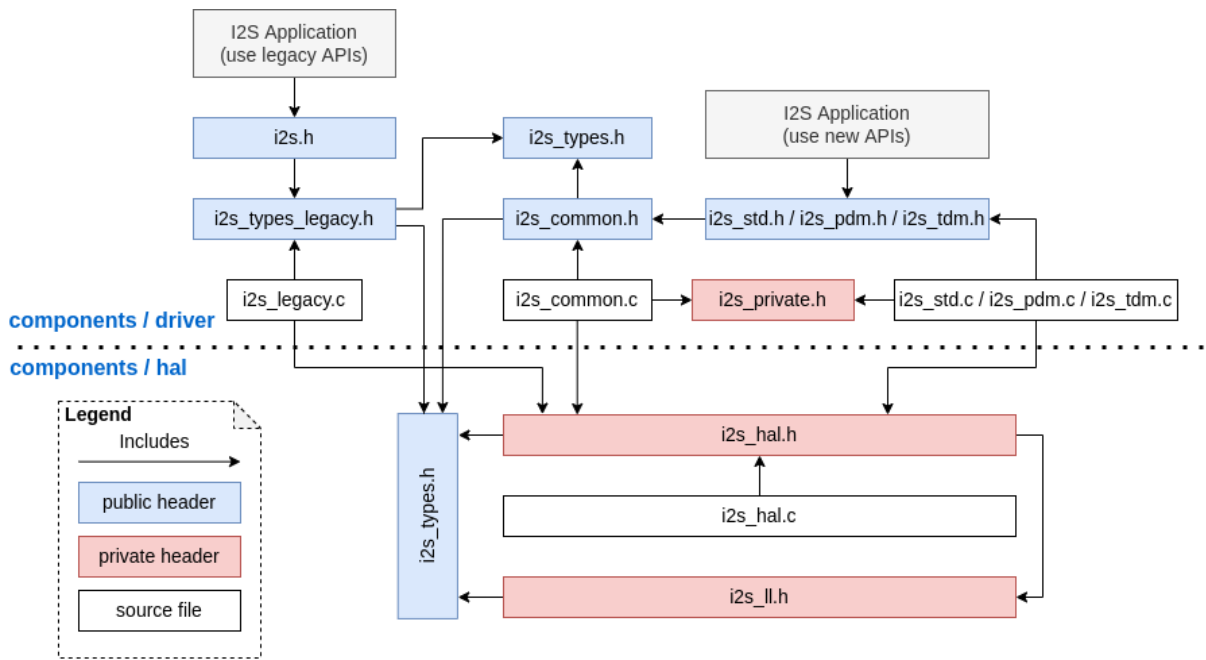 I2S Application
(use legacy APIs)
I2S Application
(use new APIs)
i2s.h
i2s_types.h
i2s_types_legacy.h
i2s_common.h
i2s_std.h / i2s_pdm.h / i2s_tdm.h
i2s_legacy.c
i2s_common.c
i2s_private.h
i2s_std.c / i2s_pdm.c / i2s_tdm.c
components / driver
components / hal
Legend
Includes
public header
private header
source file
i2s_types.h
i2s_hal.h
i2s_hal.c
i2s_ll.h